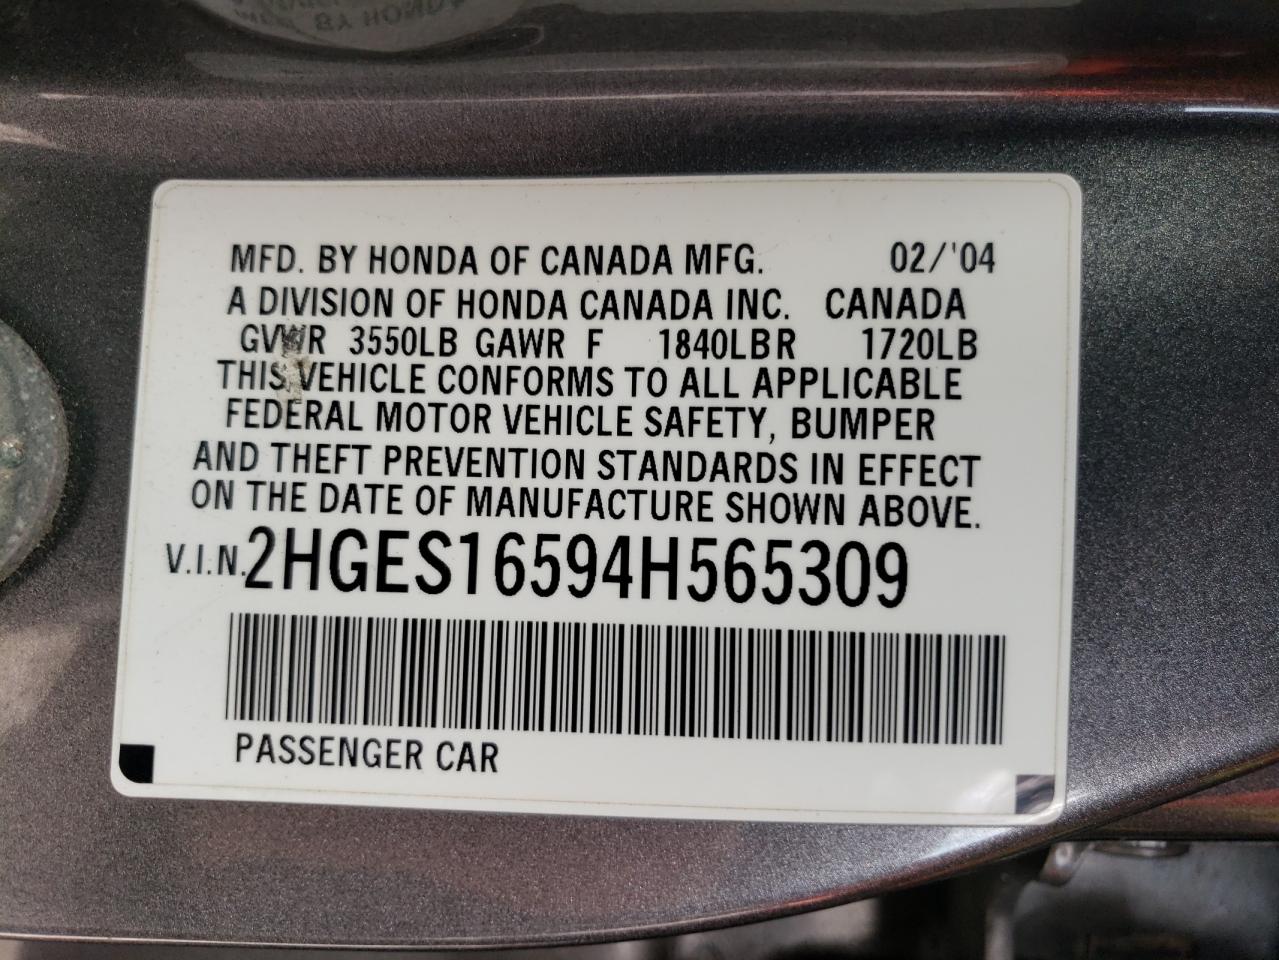 BY HONDA
MFD. BY HONDA OF CANADA MFG. 02/'04
A DIVISION OF HONDA CANADA INC. CANADA
GVWR 3550LB GAWR F 1840LB R 1720LB
THIS VEHICLE CONFORMS TO ALL APPLICABLE
FEDERAL MOTOR VEHICLE SAFETY, BUMPER
AND THEFT PREVENTION STANDARDS IN EFFECT
ON THE DATE OF MANUFACTURE SHOWN ABOVE.
V.I.N. 2HGES16594H565309
PASSENGER CAR